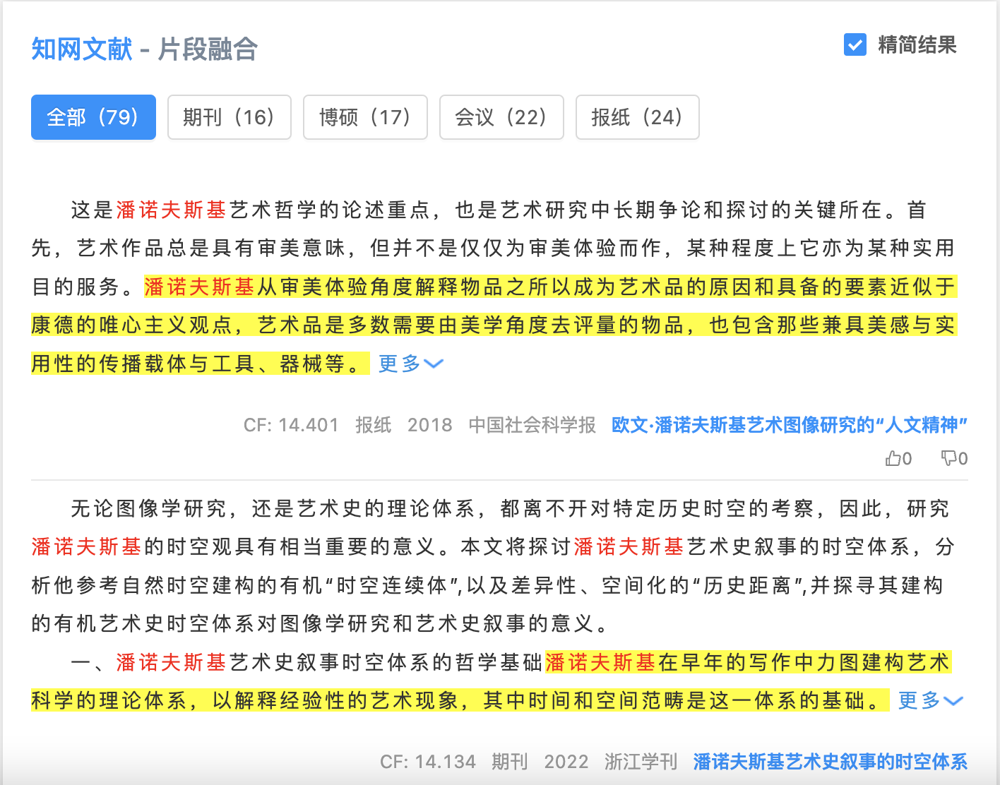 知网文献 - 片段融合
精简结果
全部（79）
期刊（16）
博硕（17）
会议（22）
报纸（24）
这是潘诺夫斯基艺术哲学的论述重点，也是艺术研究中长期争论和探讨的关键所在。首
先，艺术作品总是具有审美意味，但并不是仅仅为审美体验而作，某种程度上它亦为某种实用
目的服务。潘诺夫斯基从审美体验角度解释物品之所以成为艺术品的原因和具备的要素近似于
康德的唯心主义观点，艺术品是多数需要由美学角度去评量的物品，也包含那些兼具美感与实
用性的传播载体与工具、器械等。 更多
CF: 14.401 报纸 2018 中国社会科学报 欧文·潘诺夫斯基艺术图像研究的“人文精神”
0 0
无论图像学研究，还是艺术史的理论体系，都离不开对特定历史时空的考察，因此，研究
潘诺夫斯基的时空观具有相当重要的意义。本文将探讨潘诺夫斯基艺术史叙事的时空体系，分
析他参考自然时空建构的有机“时空连续体”,以及差异性、空间化的“历史距离”,并探寻其建构
的有机艺术史时空体系对图像学研究和艺术史叙事的意义。
一、潘诺夫斯基艺术史叙事时空体系的哲学基础潘诺夫斯基在早年的写作中力图建构艺术
科学的理论体系，以解释经验性的艺术现象，其中时间和空间范畴是这一体系的基础。 更多
CF: 14.134 期刊 2022 浙江学刊 潘诺夫斯基艺术史叙事的时空体系